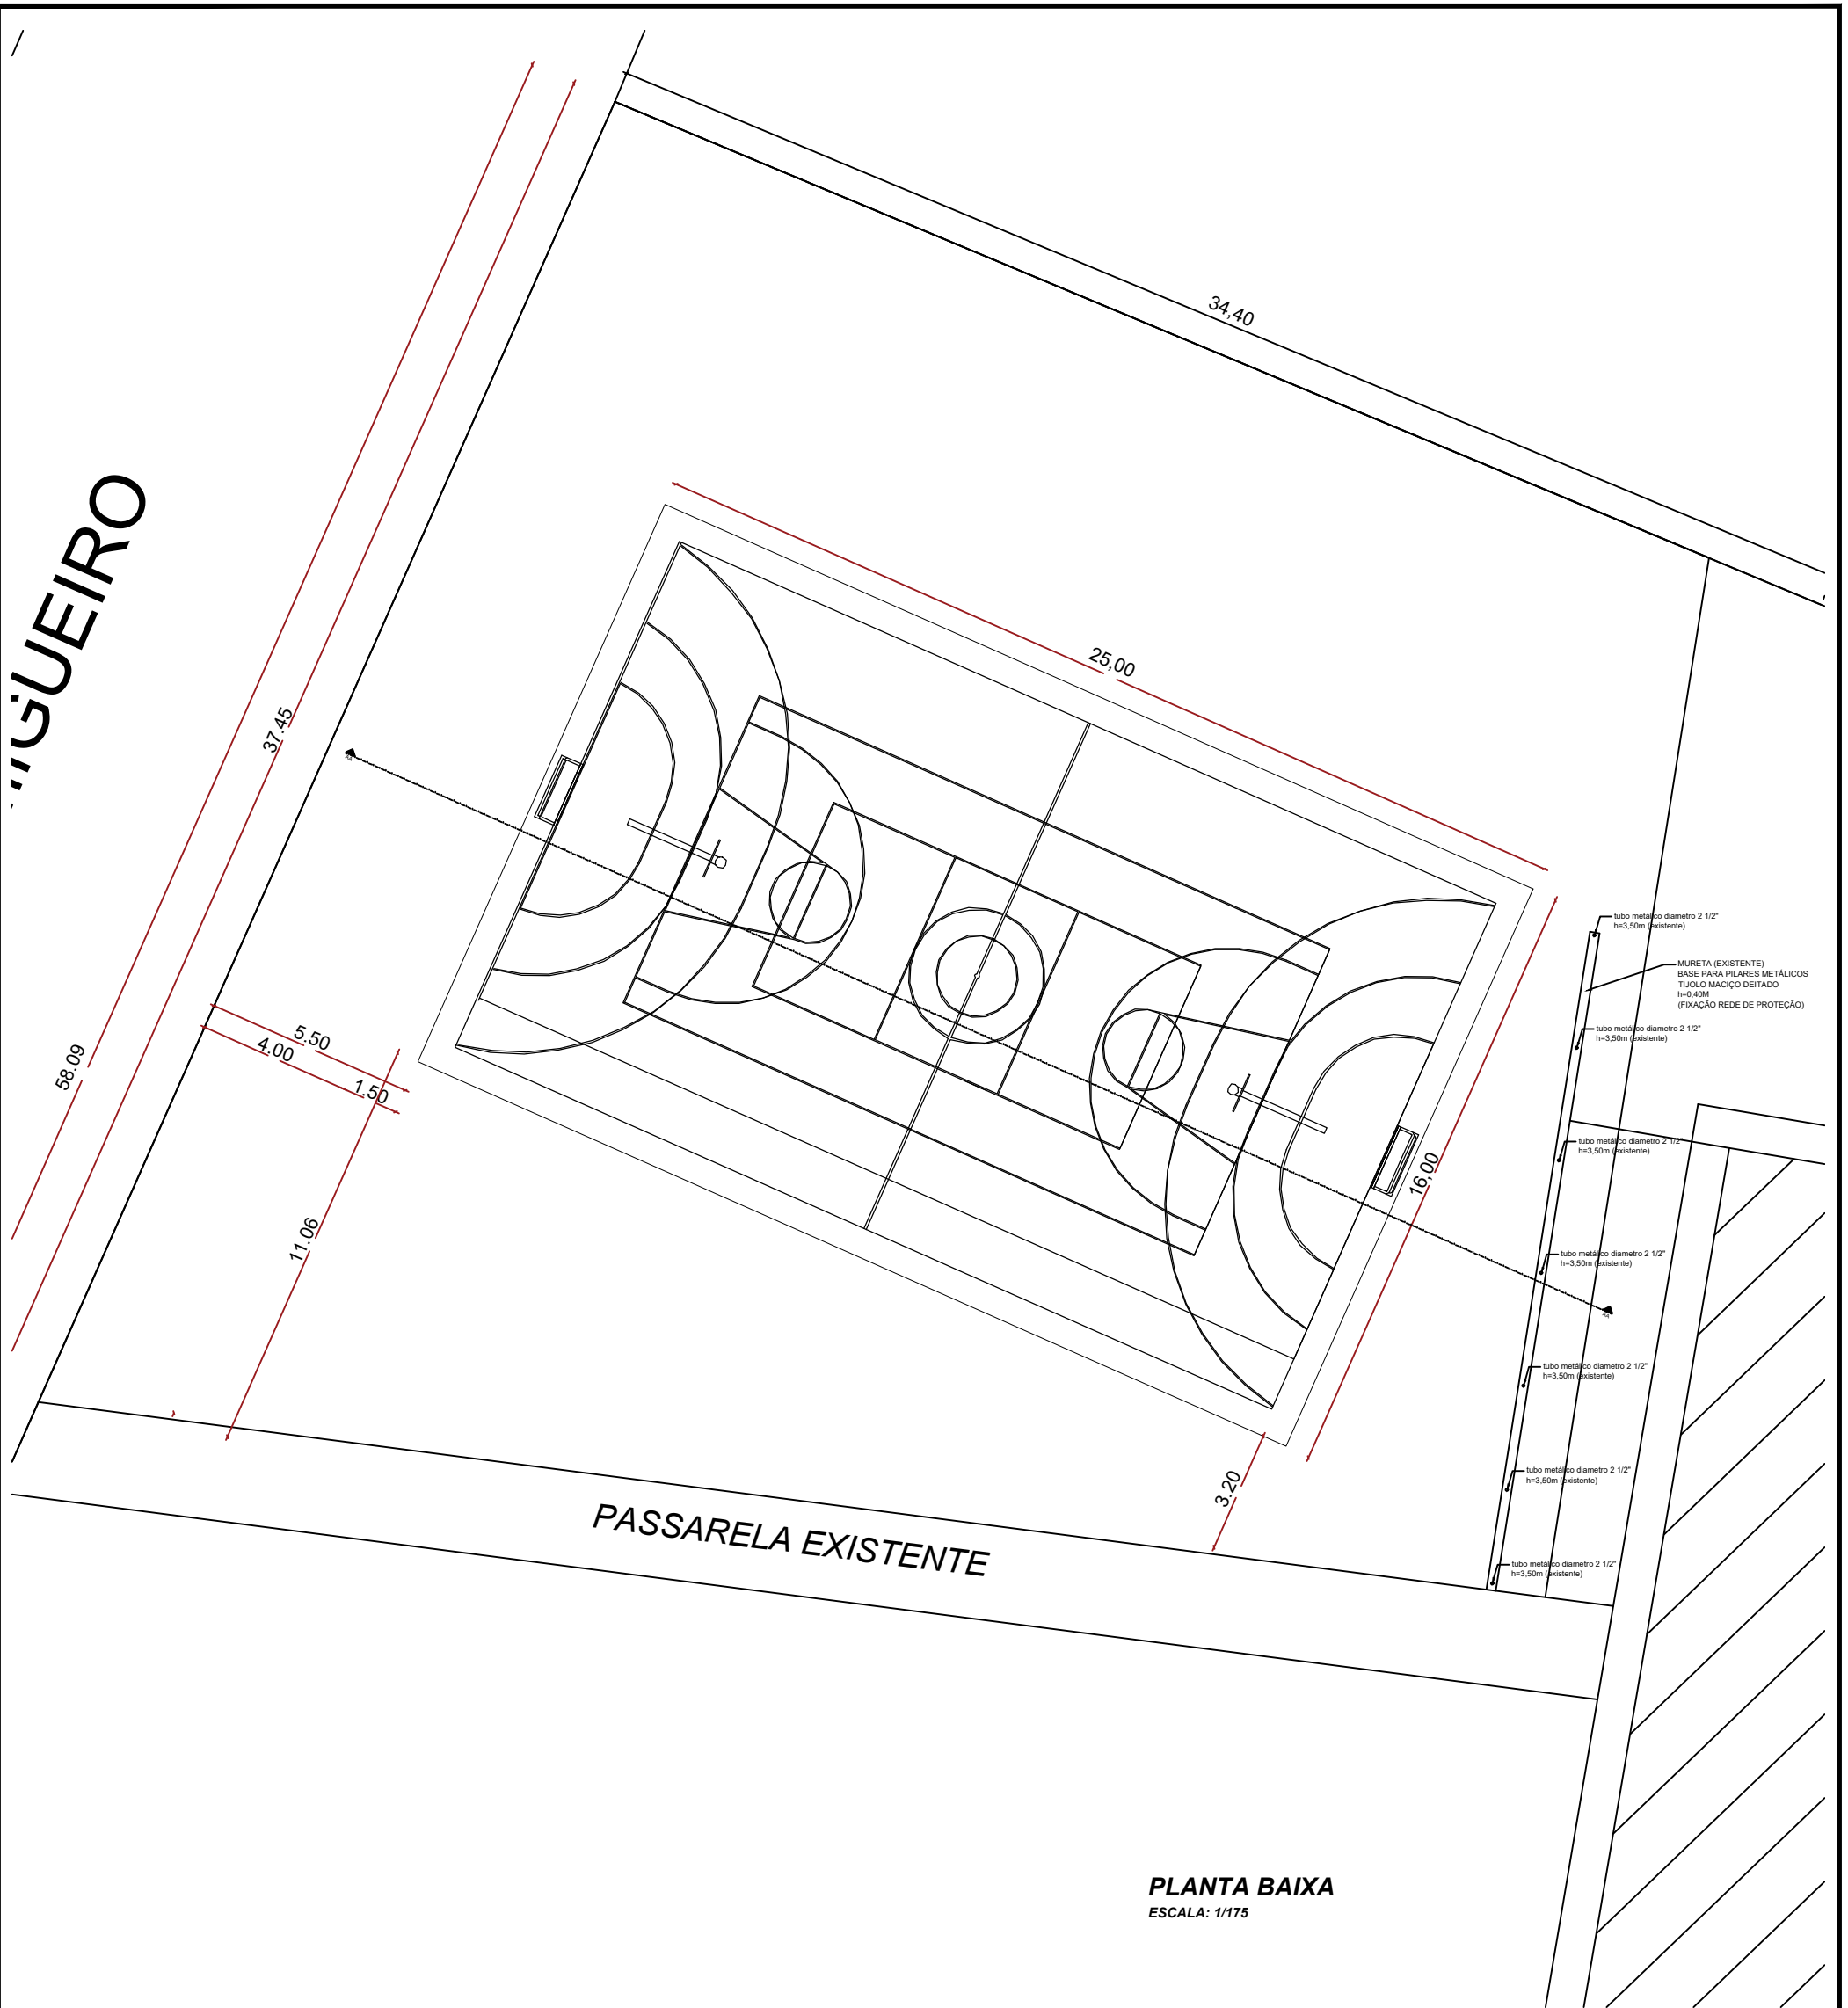 34,40
25,00
37.45
58.09
5.50
4.00
1.50
11.06
16,00
3.20
tubo metálico diametro 2 1/2"
h=3,50m (existente)
MURETA (EXISTENTE)
BASE PARA PILARES METÁLICOS
TIJOLO MACIÇO DEITADO
h=0,40M
(FIXAÇÃO REDE DE PROTEÇÃO)
tubo metálico diametro 2 1/2"
h=3,50m (existente)
tubo metálico diametro 2 1/2"
h=3,50m (existente)
tubo metálico diametro 2 1/2"
h=3,50m (existente)
tubo metálico diametro 2 1/2"
h=3,50m (existente)
tubo metálico diametro 2 1/2"
h=3,50m (existente)
tubo metálico diametro 2 1/2"
h=3,50m (existente)
PASSARELA EXISTENTE
PLANTA BAIXA
ESCALA: 1/175